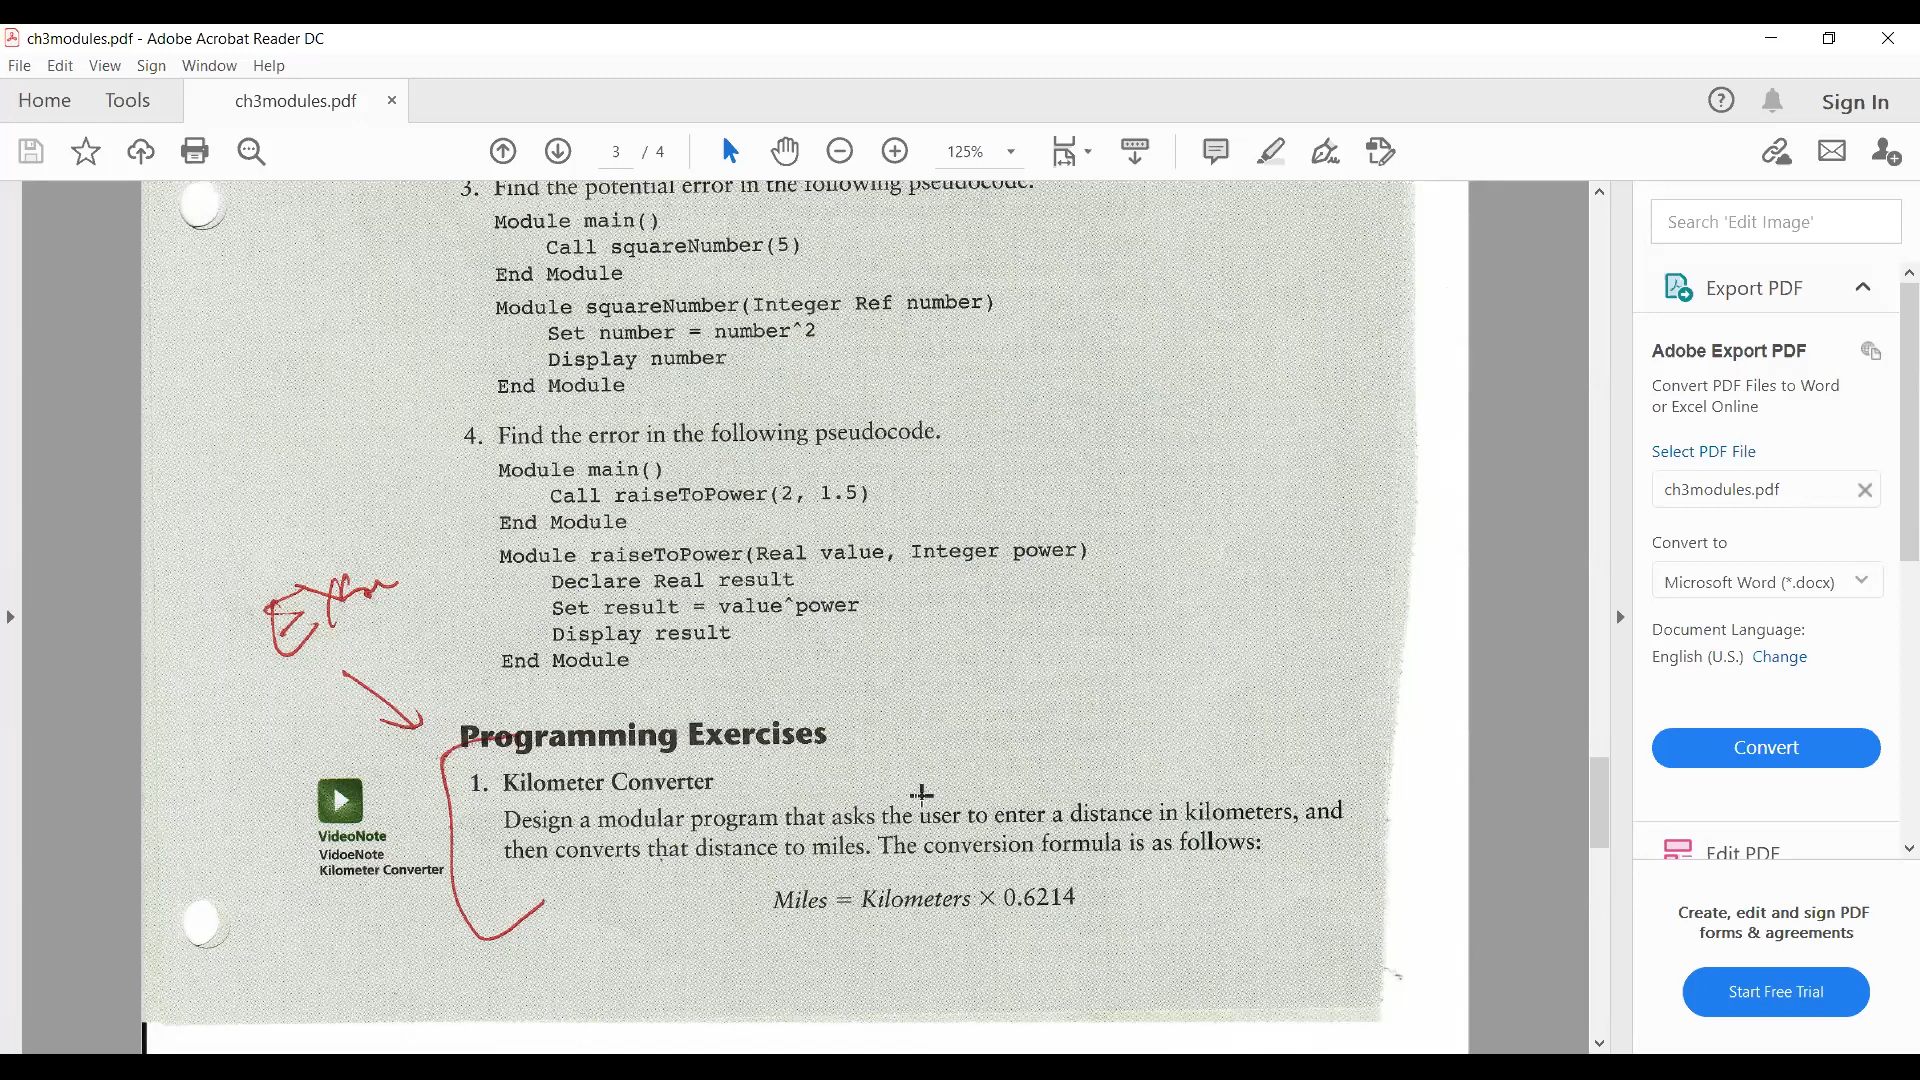 ch3modules.pdf - Adobe Acrobat Reader DC
File Edit View Sign Window Help
Home Tools ch3modules.pdf × Sign In
3 / 4 125%
3. Find the potential error in the following pseudocode.
Module main()
Call squareNumber(5)
End Module
Module squareNumber(Integer Ref number)
Set number = number^2
Display number
End Module
4. Find the error in the following pseudocode.
Module main()
Call raiseToPower(2, 1.5)
End Module
Module raiseToPower(Real value, Integer power)
Declare Real result
Set result = value^power
Display result
End Module
Programming Exercises
1. Kilometer Converter
Design a modular program that asks the user to enter a distance in kilometers, and
then converts that distance to miles. The conversion formula is as follows:
Miles = Kilometers × 0.6214
VideoNote
VidoeNote
Kilometer Converter
Search 'Edit Image'
Export PDF
Adobe Export PDF
Convert PDF Files to Word
or Excel Online
Select PDF File
ch3modules.pdf
Convert to
Microsoft Word (*.docx)
Document Language:
English (U.S.) Change
Convert
Edit PDF
Create, edit and sign PDF
forms & agreements
Start Free Trial